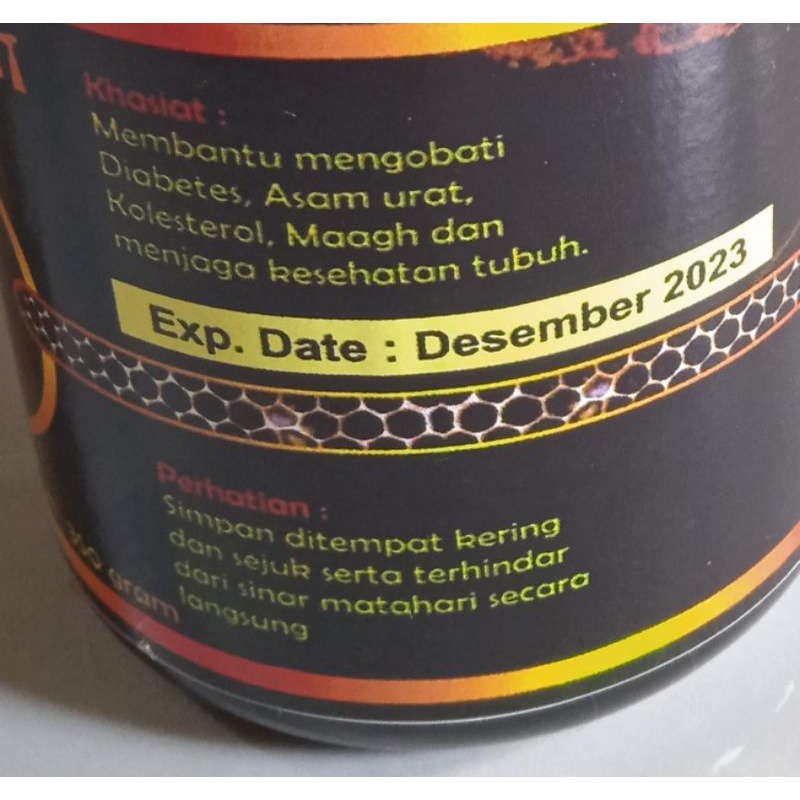 Khasiat :
Membantu mengobati
Diabetes, Asam urat,
Kolesterol, Maagh dan
menjaga kesehatan tubuh.
Exp. Date : Desember 2023
Perhatian :
Simpan ditempat kering
dan sejuk serta terhindar
dari sinar matahari secara
langsung
gram